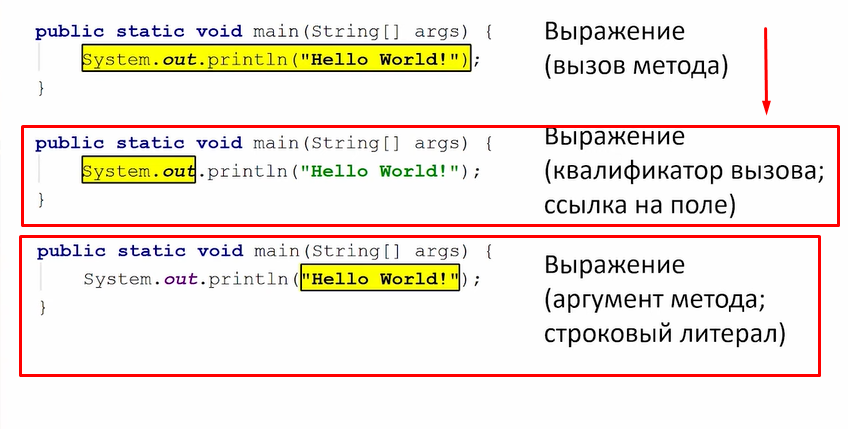 public static void main(String[] args) {
System.out.println("Hello World!");
}
Выражение
(вызов метода)
public static void main(String[] args) {
System.out.println("Hello World!");
}
Выражение
(квалификатор вызова;
ссылка на поле)
public static void main(String[] args) {
System.out.println("Hello World!");
}
Выражение
(аргумент метода;
строковый литерал)